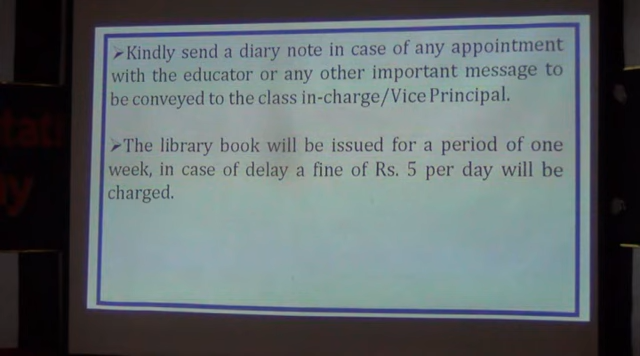 ➢Kindly send a diary note in case of any appointment
with the educator or any other important message to
be conveyed to the class in-charge/Vice Principal.
➢The library book will be issued for a period of one
week, in case of delay a fine of Rs. 5 per day will be
charged.